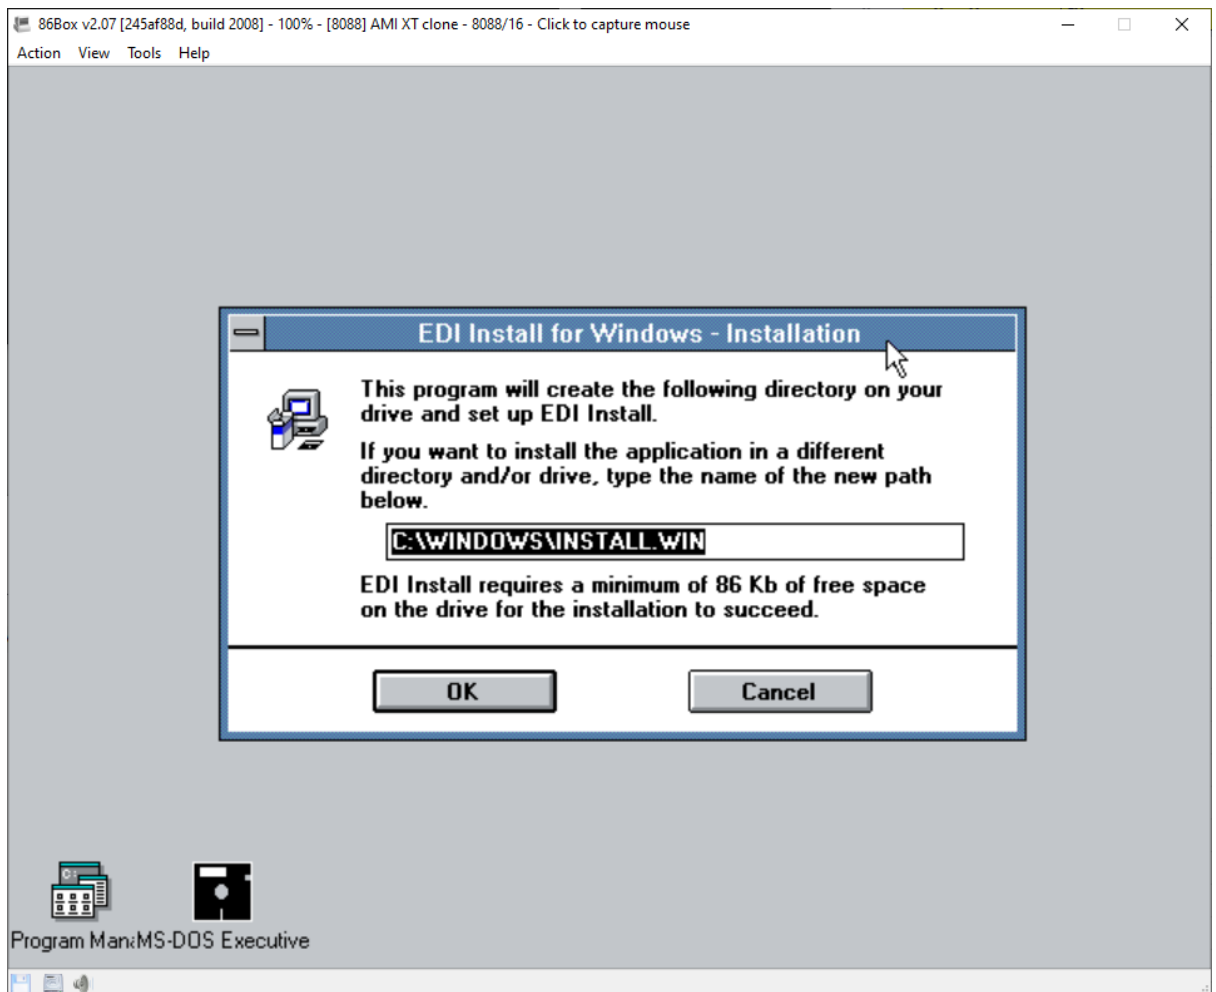 86Box v2.07 [245af88d, build 2008] - 100% - [8088] AMI XT clone - 8088/16 - Click to capture mouse
Action View Tools Help
EDI Install for Windows - Installation
This program will create the following directory on your
drive and set up EDI Install.
If you want to install the application in a different
directory and/or drive, type the name of the new path
below.
C:\WINDOWS\INSTALL.WIN
EDI Install requires a minimum of 86 Kb of free space
on the drive for the installation to succeed.
OK Cancel
C:
Program Mana MS-DOS Executive